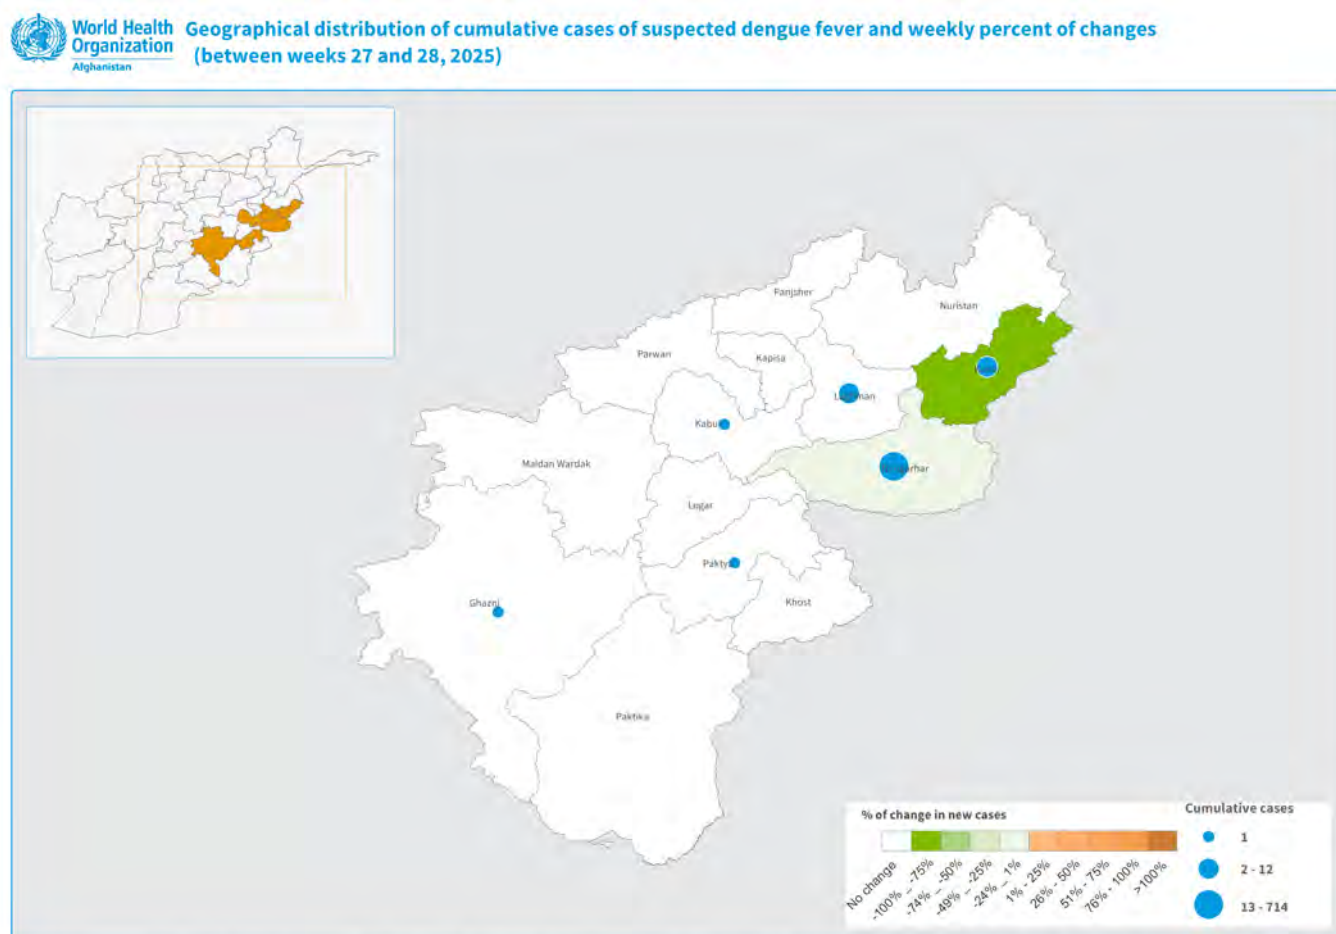 World Health
Organization
Afghanistan
Geographical distribution of cumulative cases of suspected dengue fever and weekly percent of changes
(between weeks 27 and 28, 2025)
Panjsher
Nuristan
Parwan
Kapisa
Kabul
Maidan Wardak
Logar
Paktya
Ghazni
Khost
Paktika
% of change in new cases
No change
-100% _ -75%
-74% _ -50%
-49% _ -25%
-24% _ 1%
1% - 25%
26% - 50%
51% - 75%
76% - 100%
>100%
Cumulative cases
1
2 - 12
13 - 714